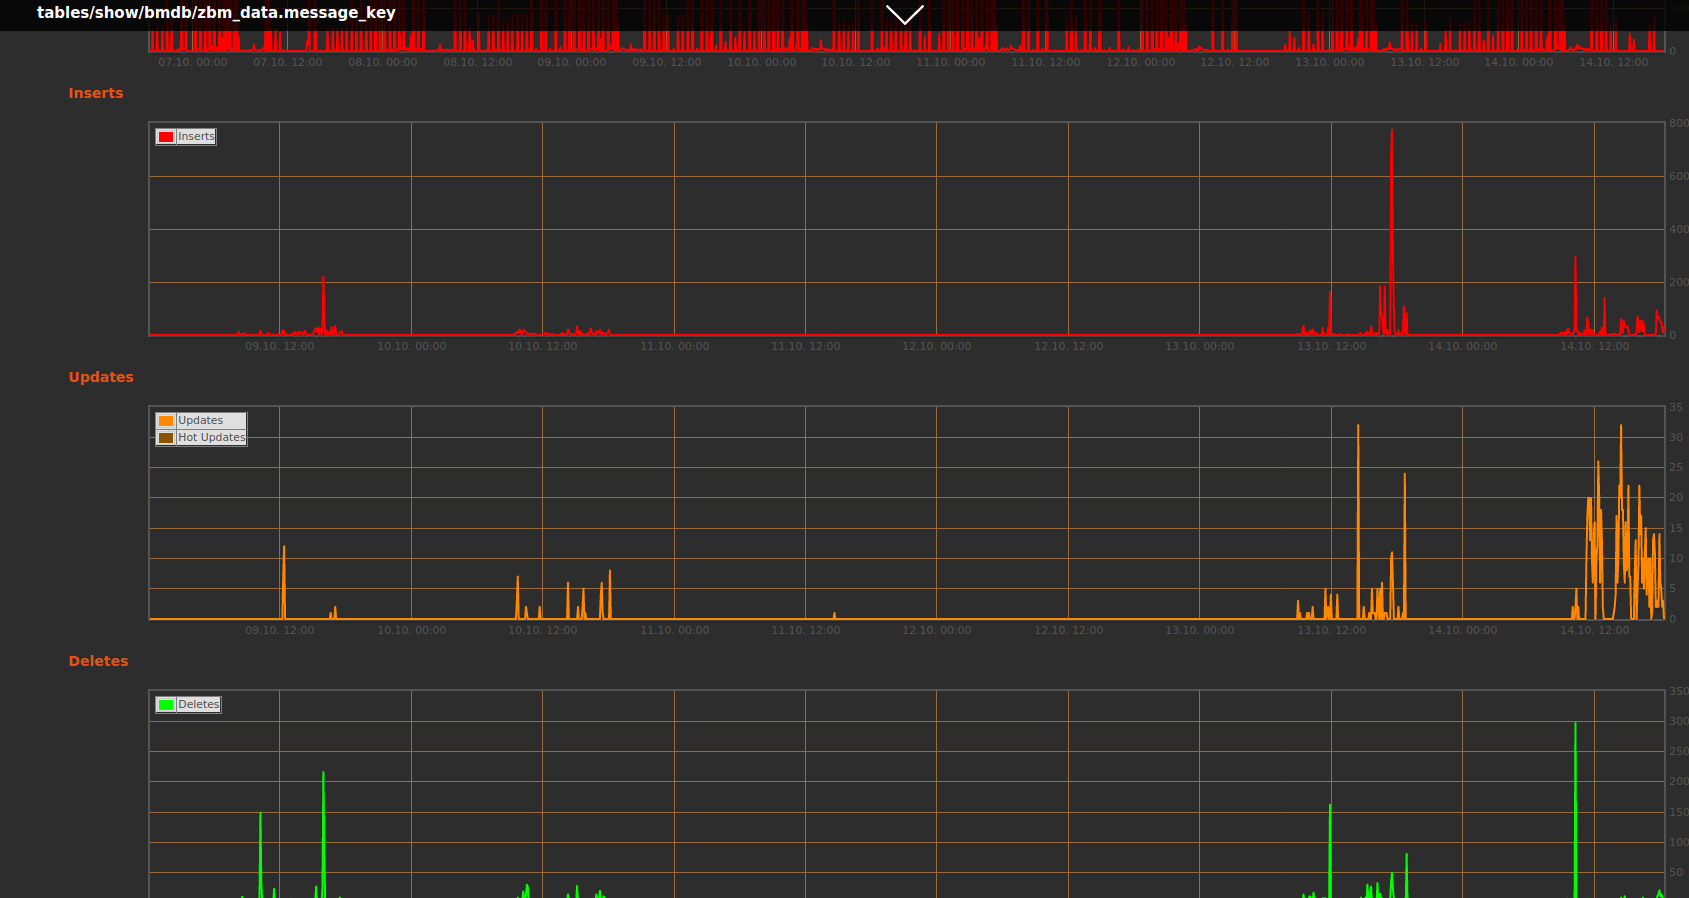 tables/show/bmdb/zbm_data.message_key
0
07.10. 00:00 07.10. 12:00 08.10. 00:00 08.10. 12:00 09.10. 00:00 09.10. 12:00 10.10. 00:00 10.10. 12:00 11.10. 00:00 11.10. 12:00 12.10. 00:00 12.10. 12:00 13.10. 00:00 13.10. 12:00 14.10. 00:00 14.10. 12:00
Inserts
800
Inserts
600
400
200
0
09.10. 12:00 10.10. 00:00 10.10. 12:00 11.10. 00:00 11.10. 12:00 12.10. 00:00 12.10. 12:00 13.10. 00:00 13.10. 12:00 14.10. 00:00 14.10. 12:00
Updates
35
Updates
Hot Updates
30
25
20
15
10
5
0
09.10. 12:00 10.10. 00:00 10.10. 12:00 11.10. 00:00 11.10. 12:00 12.10. 00:00 12.10. 12:00 13.10. 00:00 13.10. 12:00 14.10. 00:00 14.10. 12:00
Deletes
350
Deletes
300
250
200
150
100
50